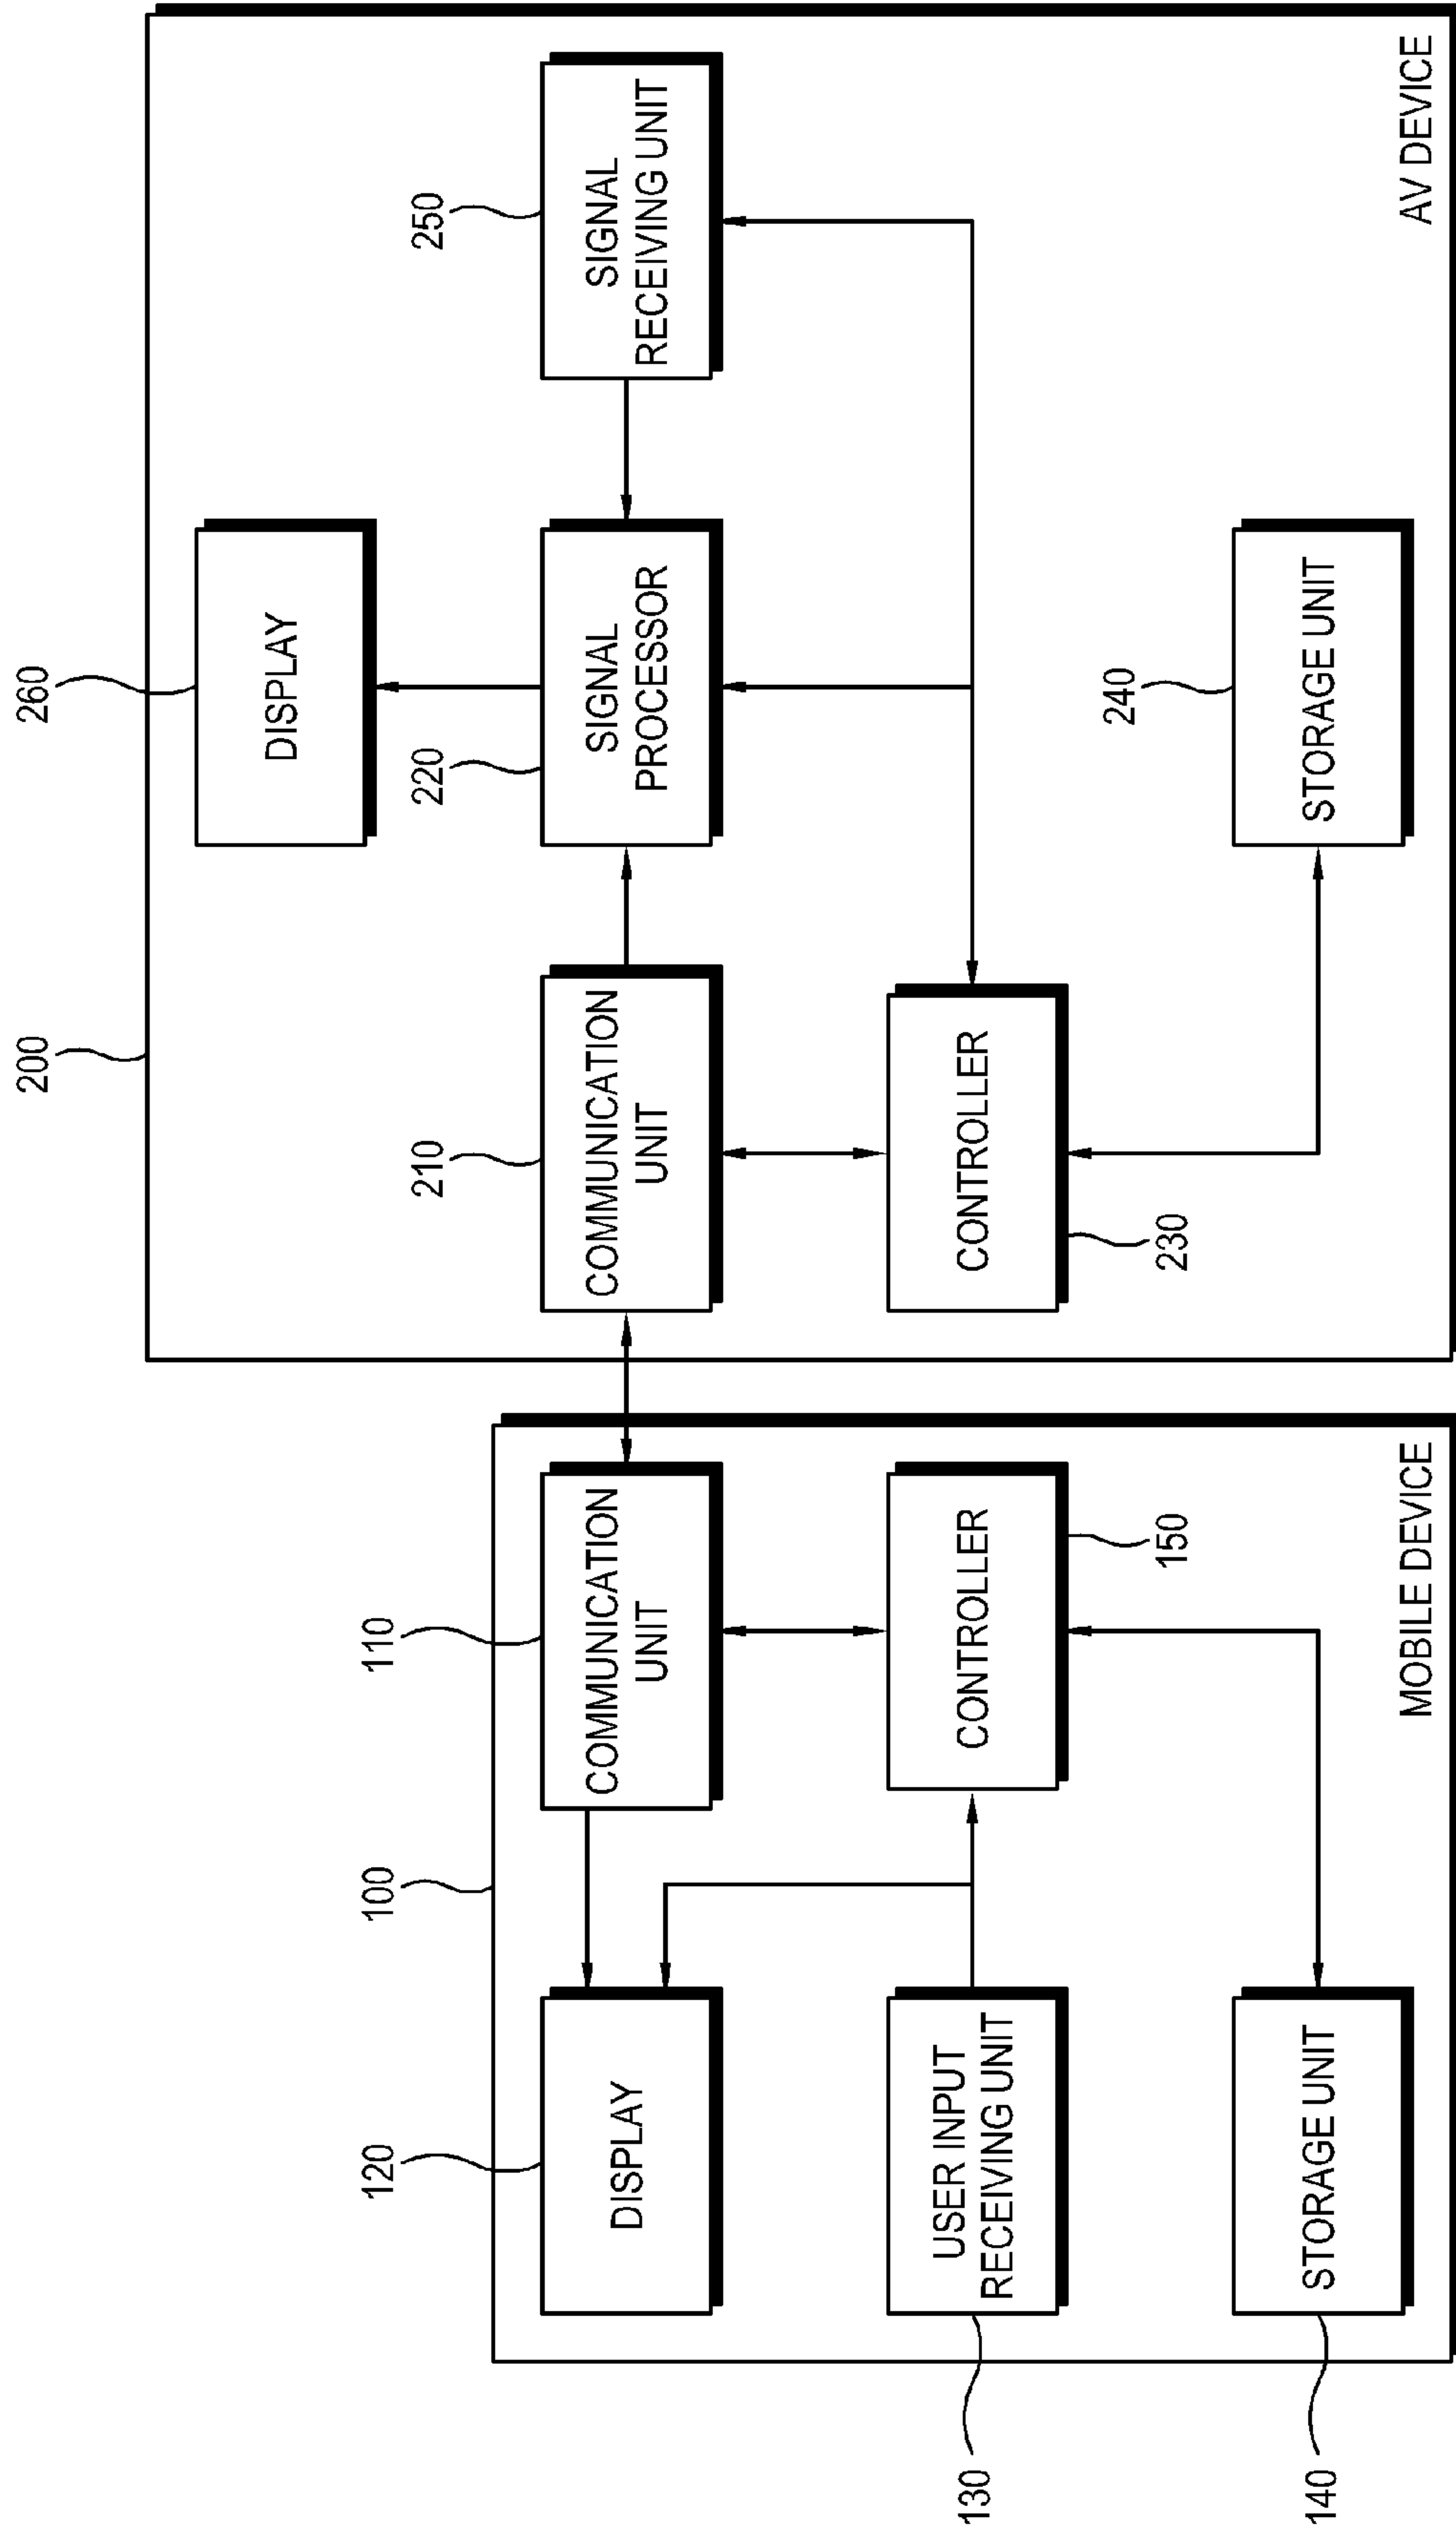 260
200
DISPLAY
210
220
250
COMMUNICATION
UNIT
SIGNAL
PROCESSOR
SIGNAL
RECEIVING UNIT
CONTROLLER
230
240
STORAGE UNIT
AV DEVICE
120
100
110
DISPLAY
COMMUNICATION
UNIT
130
USER INPUT
RECEIVING UNIT
CONTROLLER
150
140
STORAGE UNIT
MOBILE DEVICE